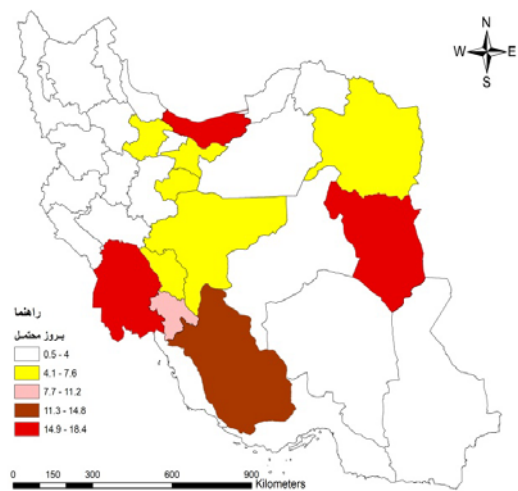 N
W E
S
راهنما
بروز محتمل
0.5 - 4
4.1 - 7.6
7.7 - 11.2
11.3 - 14.8
14.9 - 18.4
0 150 300 600 900
Kilometers